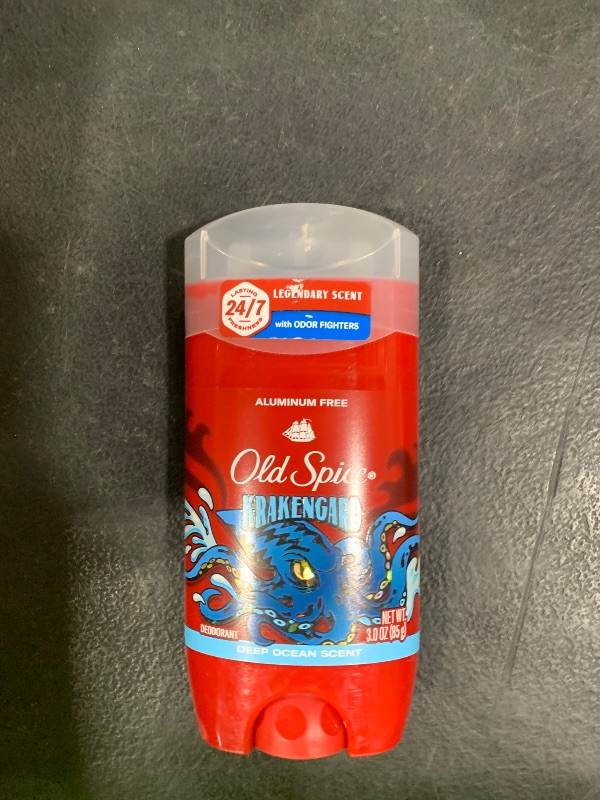 LASTING
24/7
FRESHNESS
LEGENDARY SCENT
with ODOR FIGHTERS
ALUMINUM FREE
Old Spice®
KRAKENGARD
NET WT.
3.0 OZ (85 g)
DEODORANT
DEEP OCEAN SCENT